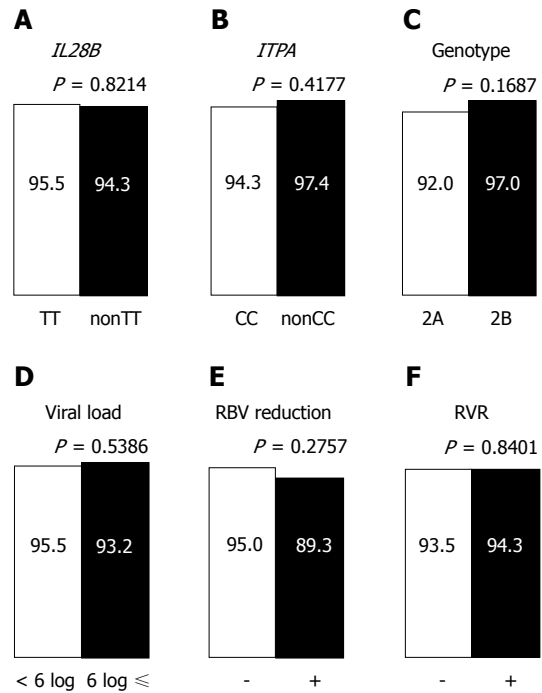 A B C
IL28B ITPA Genotype
P = 0.8214 P = 0.4177 P = 0.1687
95.5 94.3 94.3 97.4 92.0 97.0
TT nonTT CC nonCC 2A 2B
D E F
Viral load RBV reduction RVR
P = 0.5386 P = 0.2757 P = 0.8401
95.5 93.2 95.0 89.3 93.5 94.3
< 6 log 6 log ≤ - + - +